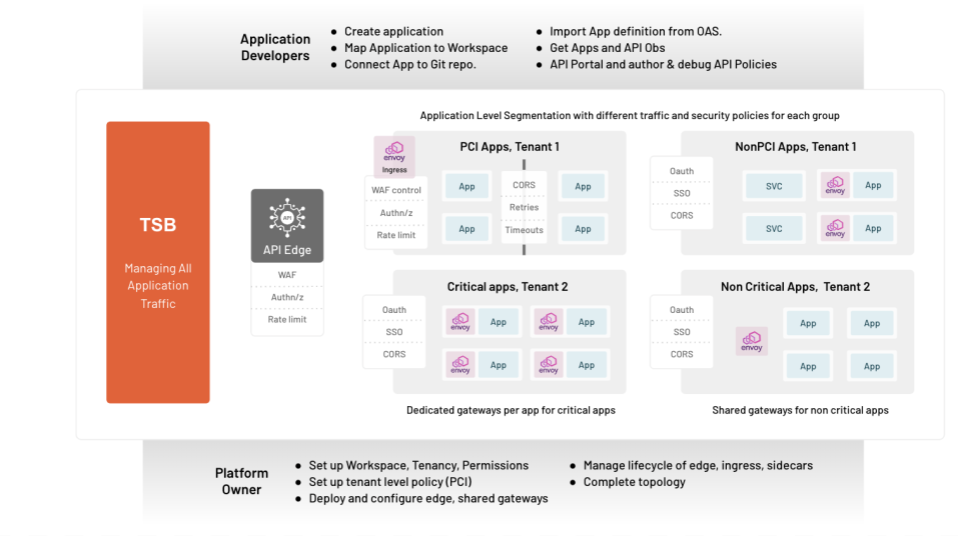 Application
Developers
● Create application
● Map Application to Workspace
● Connect App to Git repo.
● Import App definition from OAS.
● Get Apps and API Obs
● API Portal and author & debug API Policies
Application Level Segmentation with different traffic and security policies for each group
TSB
Managing All
Application
Traffic
API
API Edge
WAF
Authn/z
Rate limit
envoy
Ingress
WAF control
Authn/z
Rate limit
PCI Apps, Tenant 1
App
App
CORS
Retries
Timeouts
App
App
NonPCI Apps, Tenant 1
Oauth
SSO
CORS
SVC
envoy
App
SVC
envoy
App
Critical apps, Tenant 2
Oauth
SSO
CORS
envoy
App
envoy
App
envoy
App
envoy
App
Dedicated gateways per app for critical apps
Non Critical Apps, Tenant 2
Oauth
SSO
CORS
envoy
App
App
App
App
Shared gateways for non critical apps
Platform
Owner
● Set up Workspace, Tenancy, Permissions
● Set up tenant level policy (PCI)
● Deploy and configure edge, shared gateways
● Manage lifecycle of edge, ingress, sidecars
● Complete topology